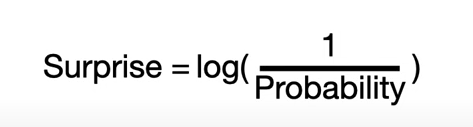 Surprise = log( 1 / Probability )